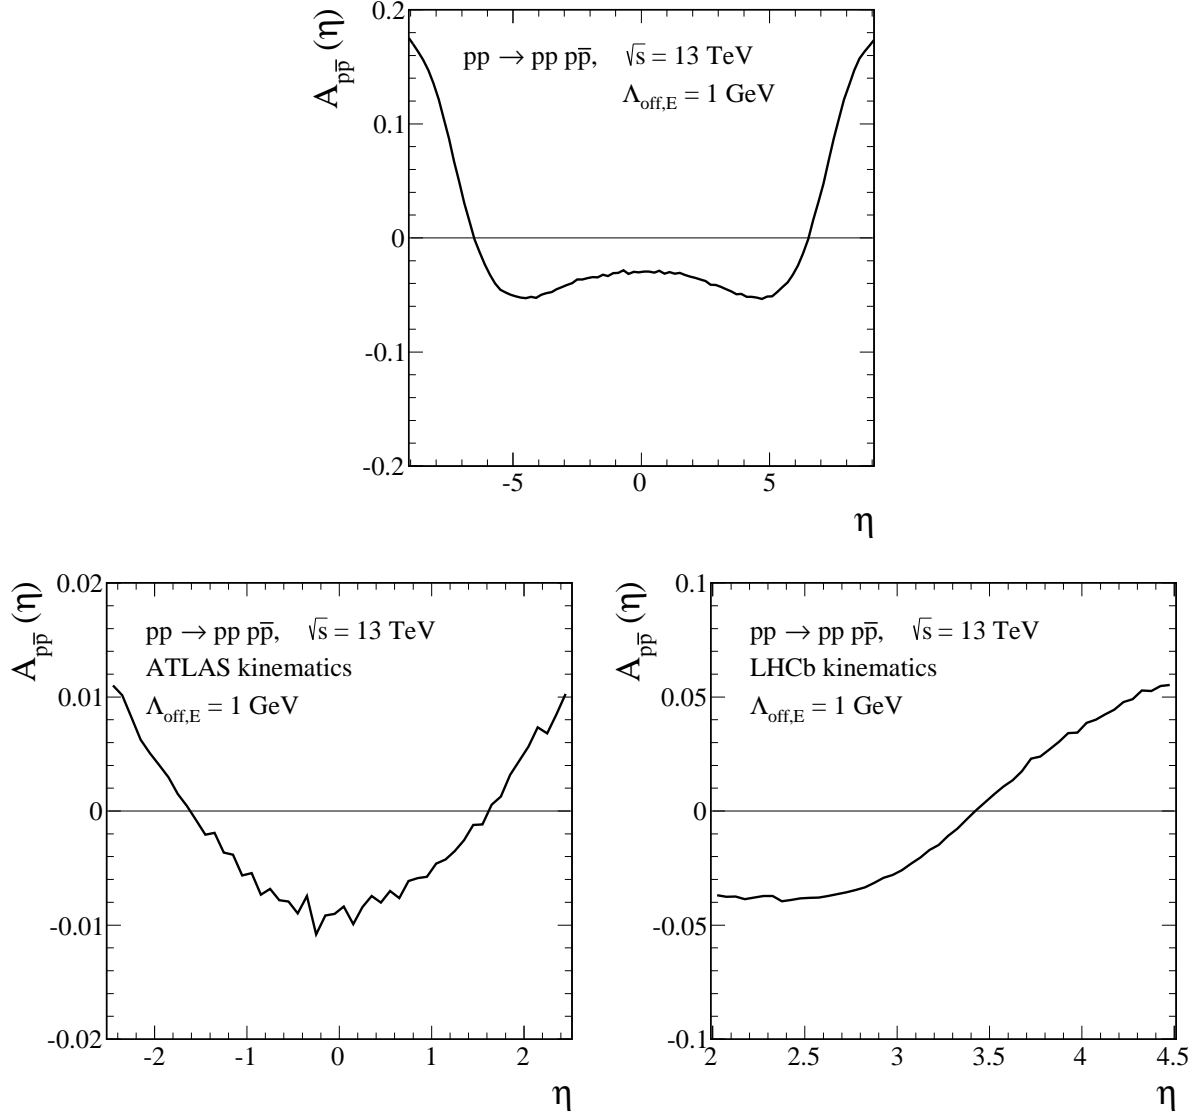 A_{pp̅} (η)
0.2
0.1
0
-0.1
-0.2
pp → pp pp̅, √s = 13 TeV
Λ_{off,E} = 1 GeV
-5 0 5
η
A_{pp̅} (η)
0.02
0.01
0
-0.01
-0.02
pp → pp pp̅, √s = 13 TeV
ATLAS kinematics
Λ_{off,E} = 1 GeV
-2 -1 0 1 2
η
A_{pp̅} (η)
0.1
0.05
0
-0.05
-0.1
pp → pp pp̅, √s = 13 TeV
LHCb kinematics
Λ_{off,E} = 1 GeV
2 2.5 3 3.5 4 4.5
η